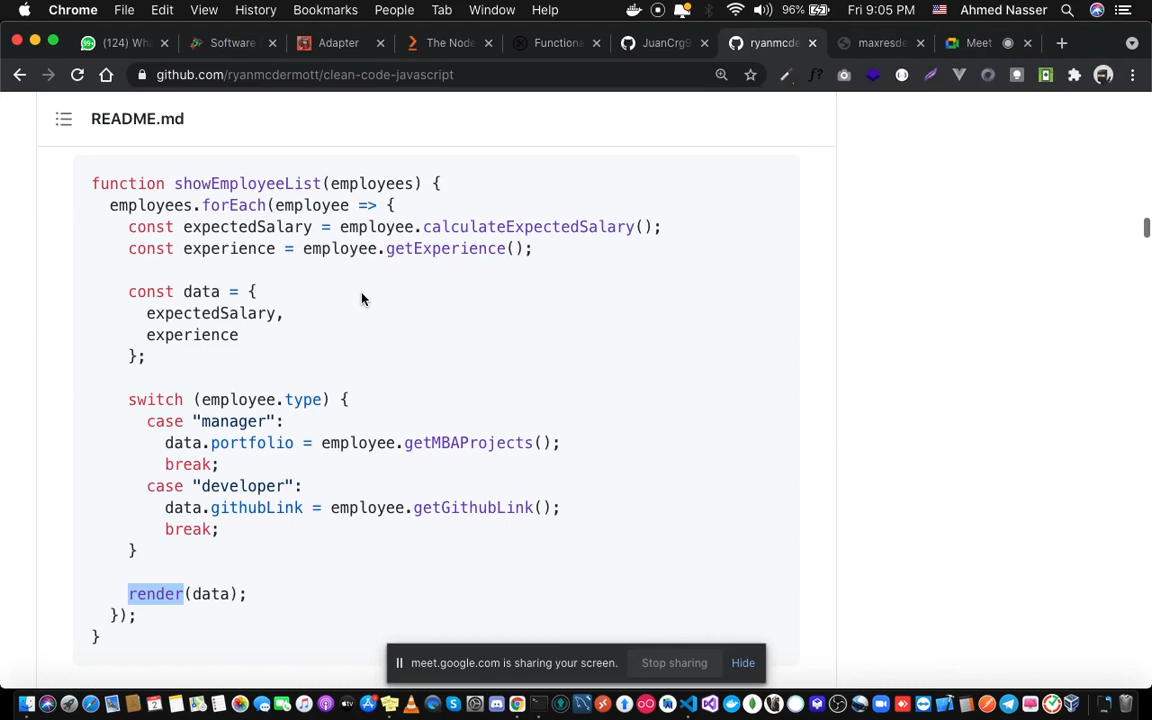 Chrome File Edit View History Bookmarks People Tab Window Help 96% Fri 9:05 PM Ahmed Nasser
(124) Wh Software Adapter The Node Functiona JuanCrg9 ryanmcde maxresde Meet
github.com/ryanmcdermott/clean-code-javascript
README.md
function showEmployeeList(employees) {
employees.forEach(employee => {
const expectedSalary = employee.calculateExpectedSalary();
const experience = employee.getExperience();
const data = {
expectedSalary,
experience
};
switch (employee.type) {
case "manager":
data.portfolio = employee.getMBAProjects();
break;
case "developer":
data.githubLink = employee.getGithubLink();
break;
}
render(data);
});
}
meet.google.com is sharing your screen. Stop sharing Hide